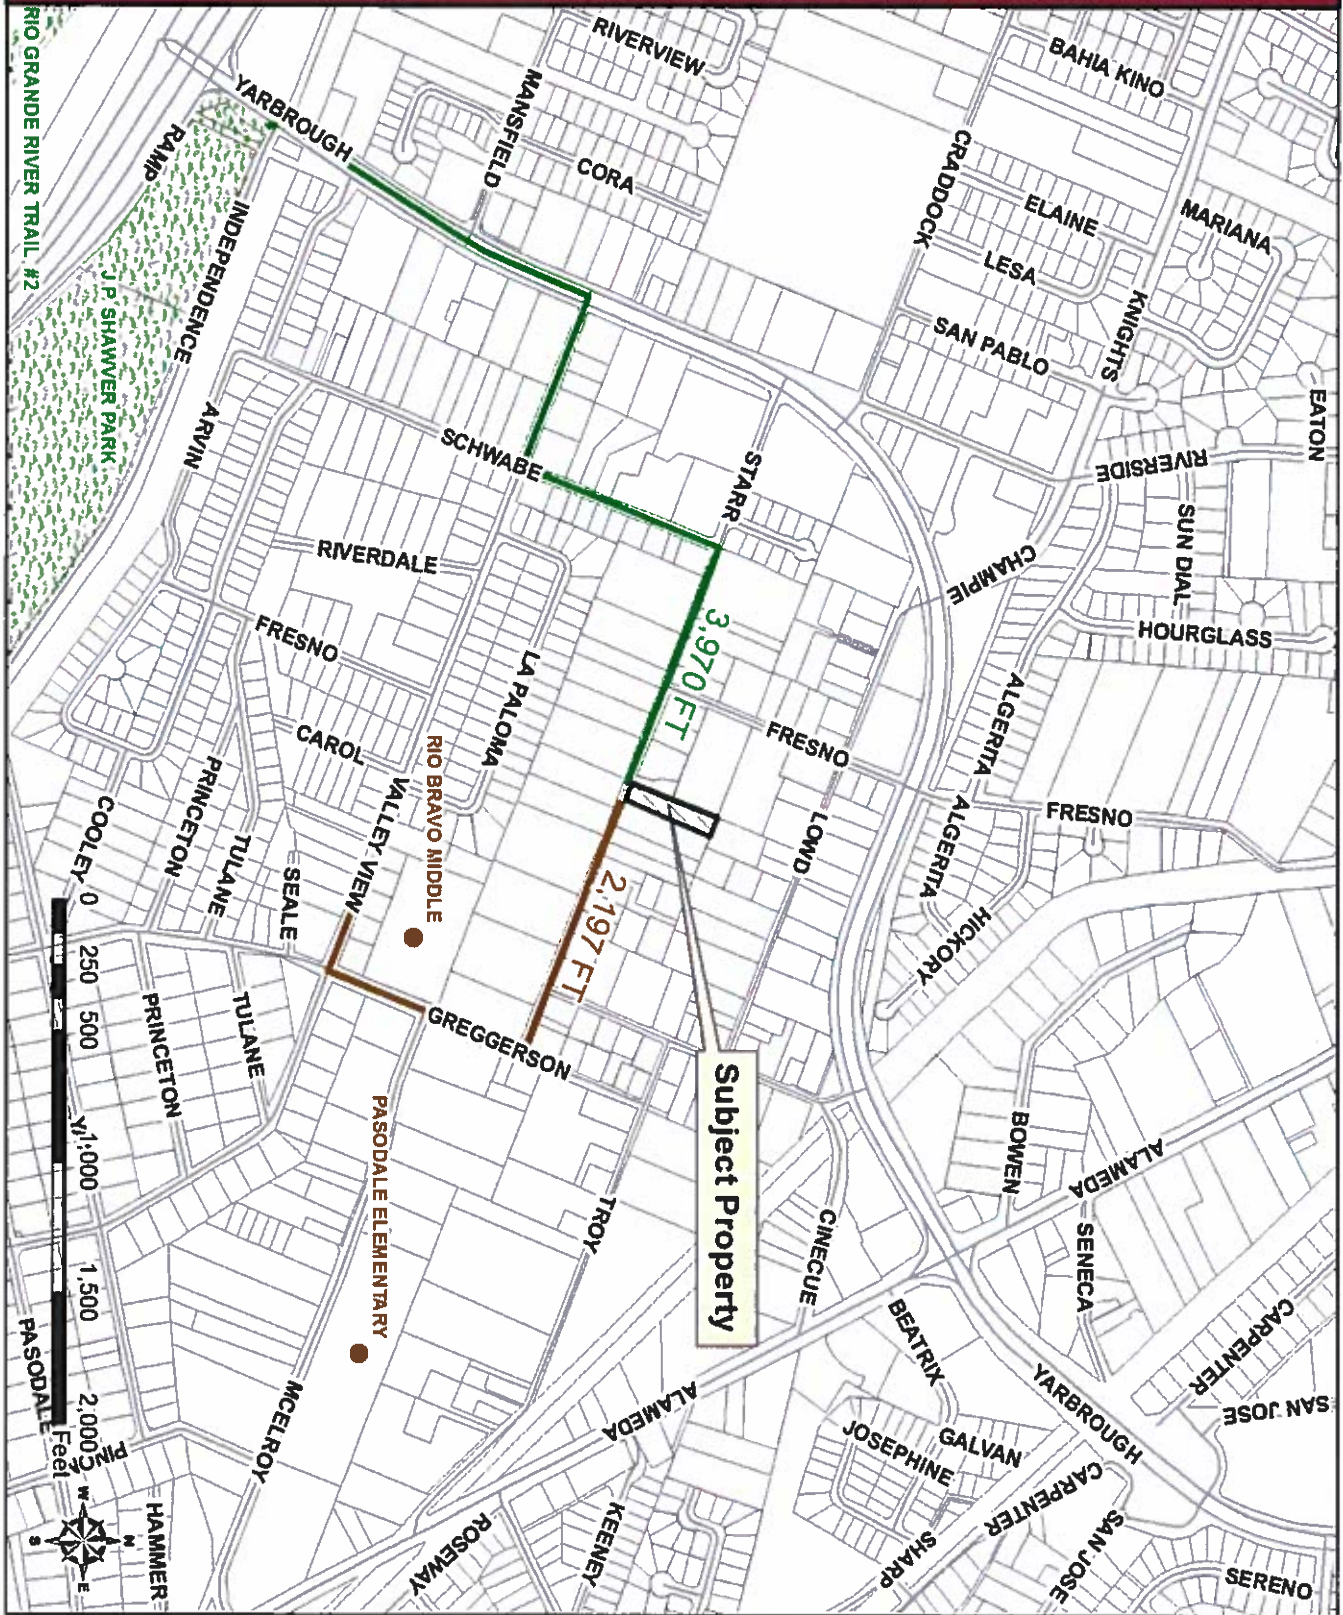 RIVERVIEW
BAHIA KINO
YARBROUGH
MANSFIELD
CORA
CRADDOCK
ELAINE
MARIANA
LESA
KNIGHTS
SAN PABLO
EATON
RIO GRANDE RIVER TRAIL #2
RAMP
J.P. SHAWVER PARK
INDEPENDENCE
ARVIN
SCHWABE
STARR
RIVERSIDE
SUN DIAL
CHAMPIE
HOURGLASS
RIVERDALE
FRESNO
LA PALOMA
3,970 FT
FRESNO
ALGERITA
ALGERITA
FRESNO
CAROL
RIO BRAVO MIDDLE
VALLEY VIEW
LOWD
PRINCETON
COOLEY
TULANE
SEALE
2,197 FT
HICKORY
GREGGERSON
TULANE
PRINCETON
Subject Property
BOWEN
ALAMEDA
SENECA
PASODALE ELEMENTARY
TROY
CINECUE
BEATRIX
CARPENTER
SAN JOSE
YARBROUGH
ALAMEDA
JOSEPHINE
GALVAN
CARPENTER
SAN JOSE
SHARP
SERENO
MCELROY
ROSEWAY
KEENEY
HAMMER
PASODALE
0 250 500 1,000 1,500 2,000
Feet
N
W
E
S